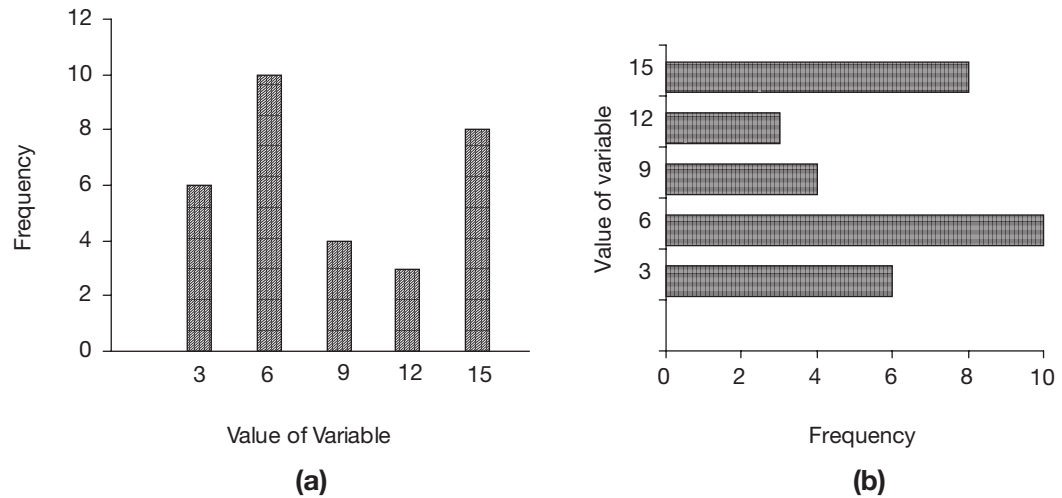 12
10
8
6
4
2
0
Frequency
3 6 9 12 15
Value of Variable
(a)
15
12
9
6
3
Value of variable
0 2 4 6 8 10
Frequency
(b)